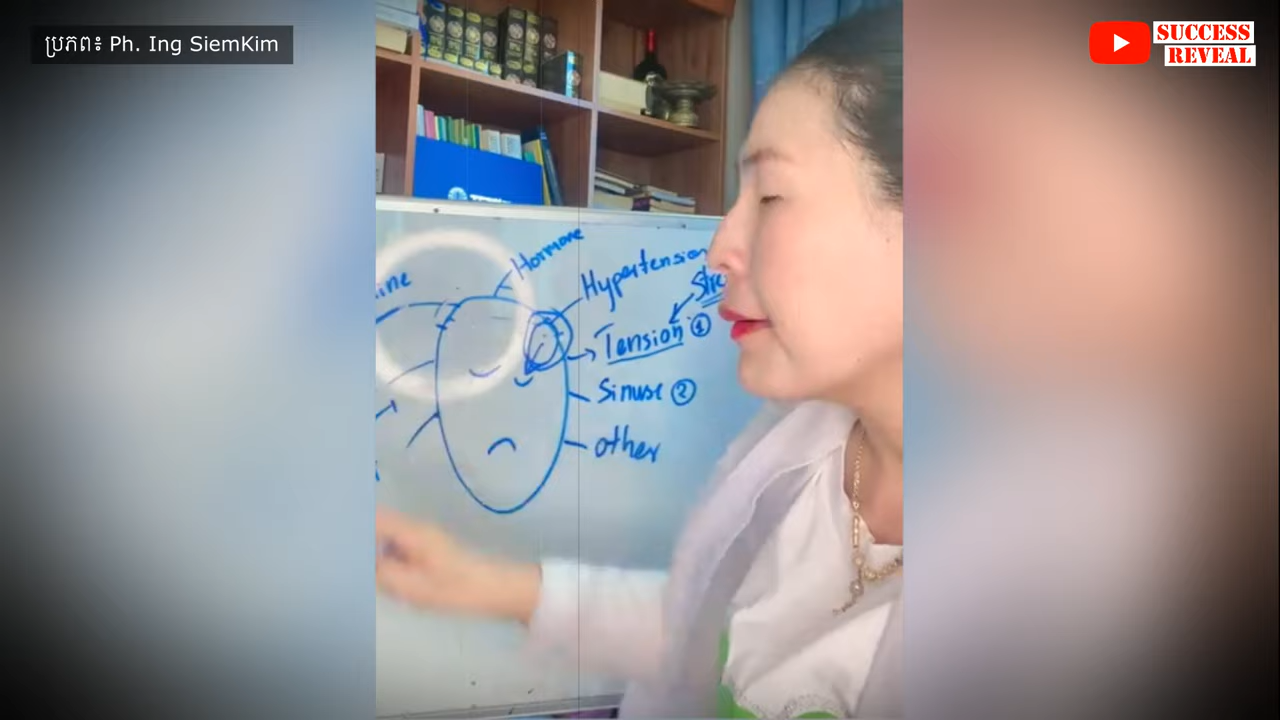 ប្រភព៖ Ph. Ing SiemKim
SUCCESS
REVEAL
Hormone
Hypertension
Tension ①
Sinuse ②
other